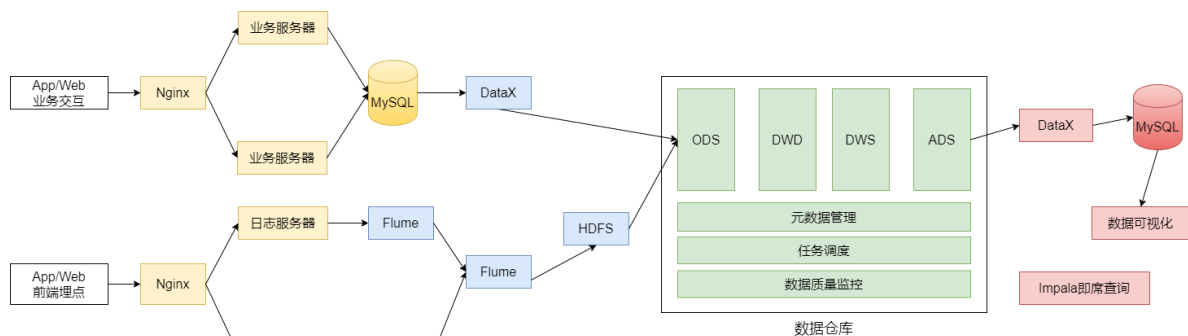 业务服务器
App/Web
业务交互
Nginx
MySQL
DataX
业务服务器
ODS
DWD
DWS
ADS
DataX
MySQL
日志服务器
Flume
HDFS
元数据管理
数据可视化
App/Web
前端埋点
Nginx
Flume
任务调度
数据质量监控
Impala即席查询
数据仓库